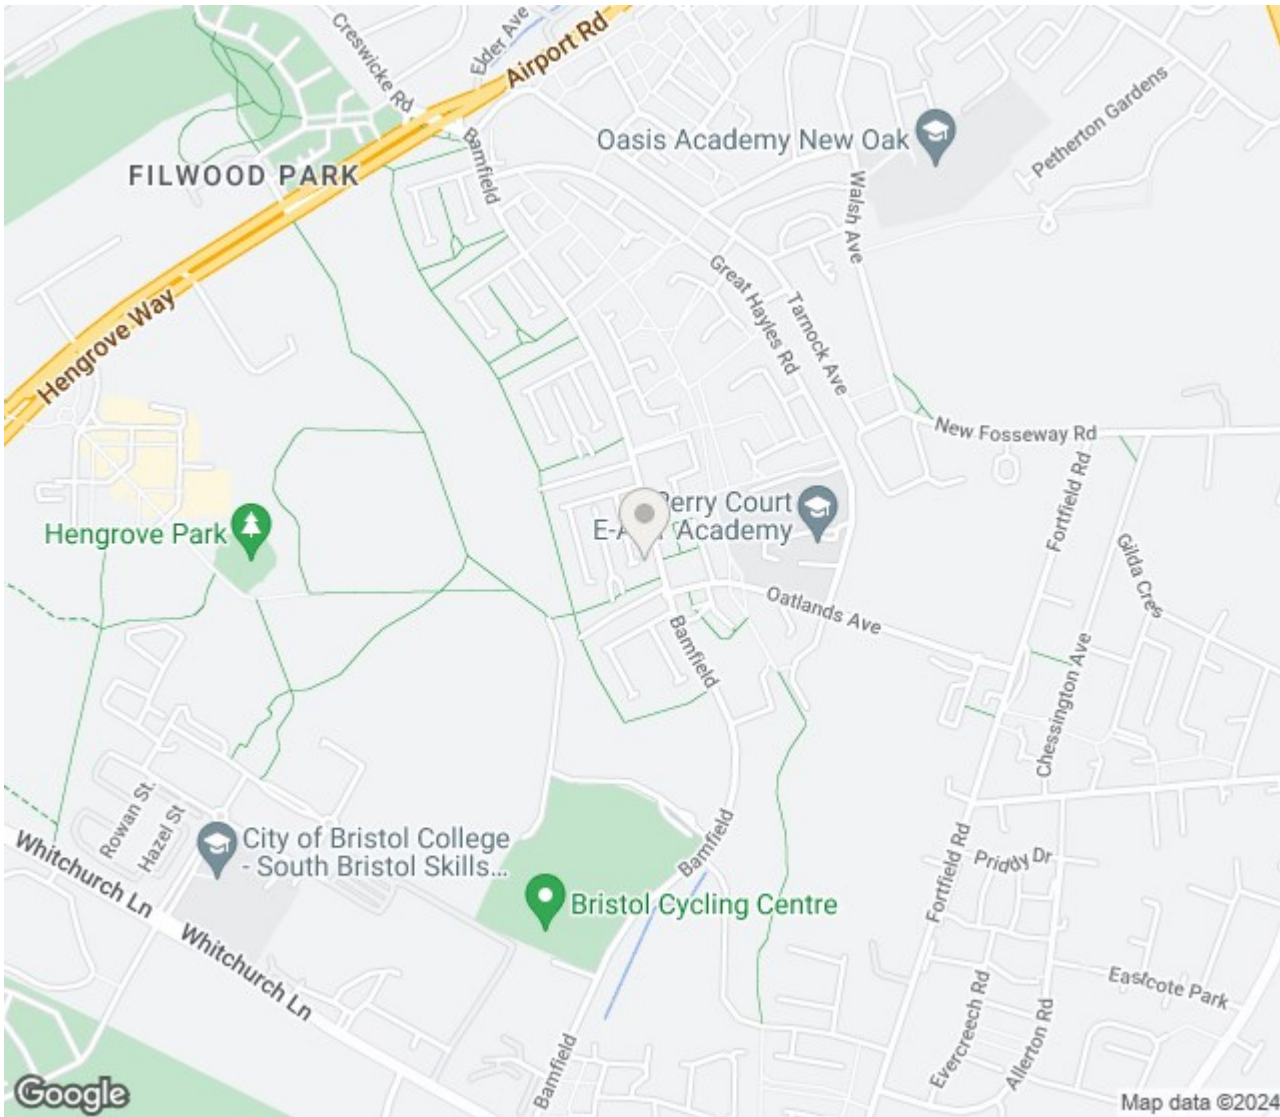 Creswicke Rd
Elder Ave
Airport Rd
Bamfield
FILWOOD PARK
Oasis Academy New Oak
Petherton Gardens
Walsh Ave
Great Hayles Rd
Tarnock Ave
Hengrove Way
New Fosseway Rd
Fortfield Rd
Gilda Cres
Hengrove Park
Perry Court
E-A Academy
Oatlands Ave
Bamfield
Chessington Ave
Rowan St.
Hazel St
Whitchurch Ln
City of Bristol College
- South Bristol Skills...
Bamfield
Priddy Dr
Fortfield Rd
Bristol Cycling Centre
Whitchurch Ln
Eastcote Park
Evercreech Rd
Allerton Rd
Bamfield
Google
Map data ©2024